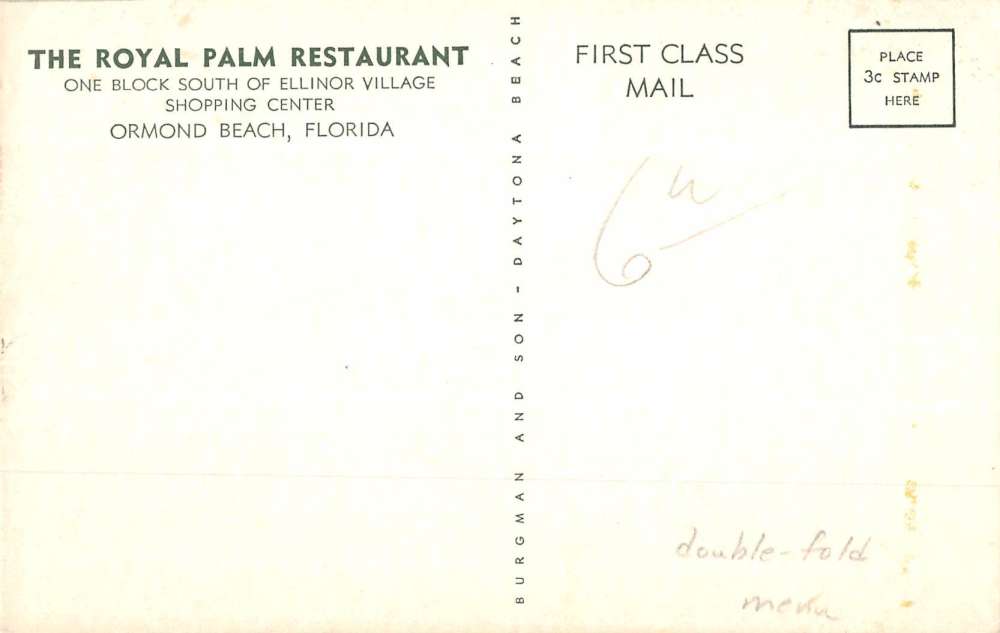 THE ROYAL PALM RESTAURANT
ONE BLOCK SOUTH OF ELLINOR VILLAGE
SHOPPING CENTER
ORMOND BEACH, FLORIDA
BURGMAN AND SON - DAYTONA BEACH
FIRST CLASS
MAIL
PLACE
3c STAMP
HERE
6
double-fold
menu